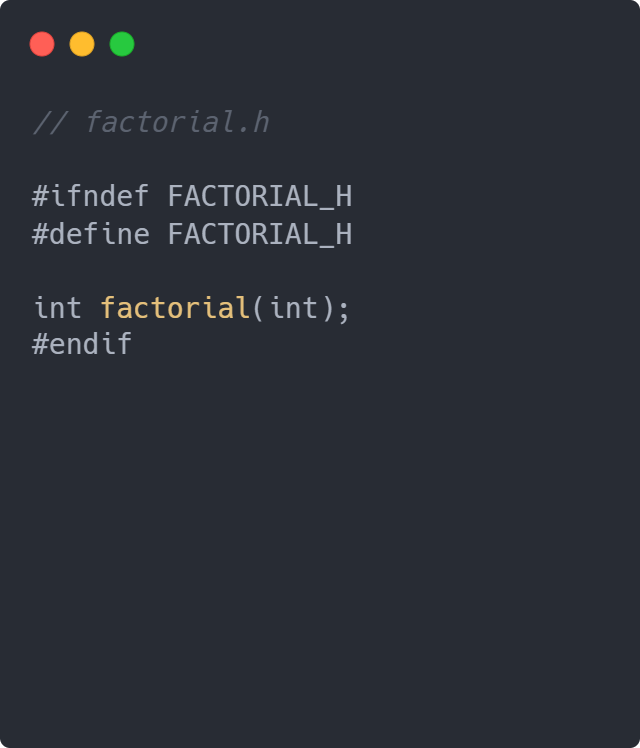 // factorial.h
#ifndef FACTORIAL_H
#define FACTORIAL_H
int factorial(int);
#endif